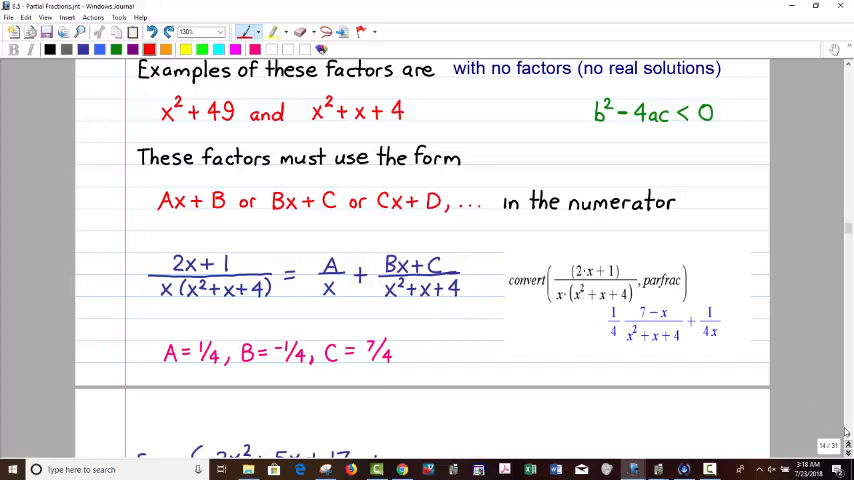 8.5 - Partial Fractions.jnt - Windows Journal
File Edit View Insert Actions Tools Help
130%
B I
Examples of these factors are with no factors (no real solutions)
x² + 49 and x² + x + 4 b² - 4ac < 0
These factors must use the form
Ax + B or Bx + C or Cx + D, ... in the numerator
2x + 1 / x(x² + x + 4) = A / x + Bx + C / x² + x + 4
convert( (2·x + 1) / x·(x² + x + 4) , parfrac )
1/4 7 − x / x² + x + 4 + 1 / 4x
A = 1/4, B = -1/4, C = 7/4
14 / 31
Type here to search
3:18 AM
7/23/2018